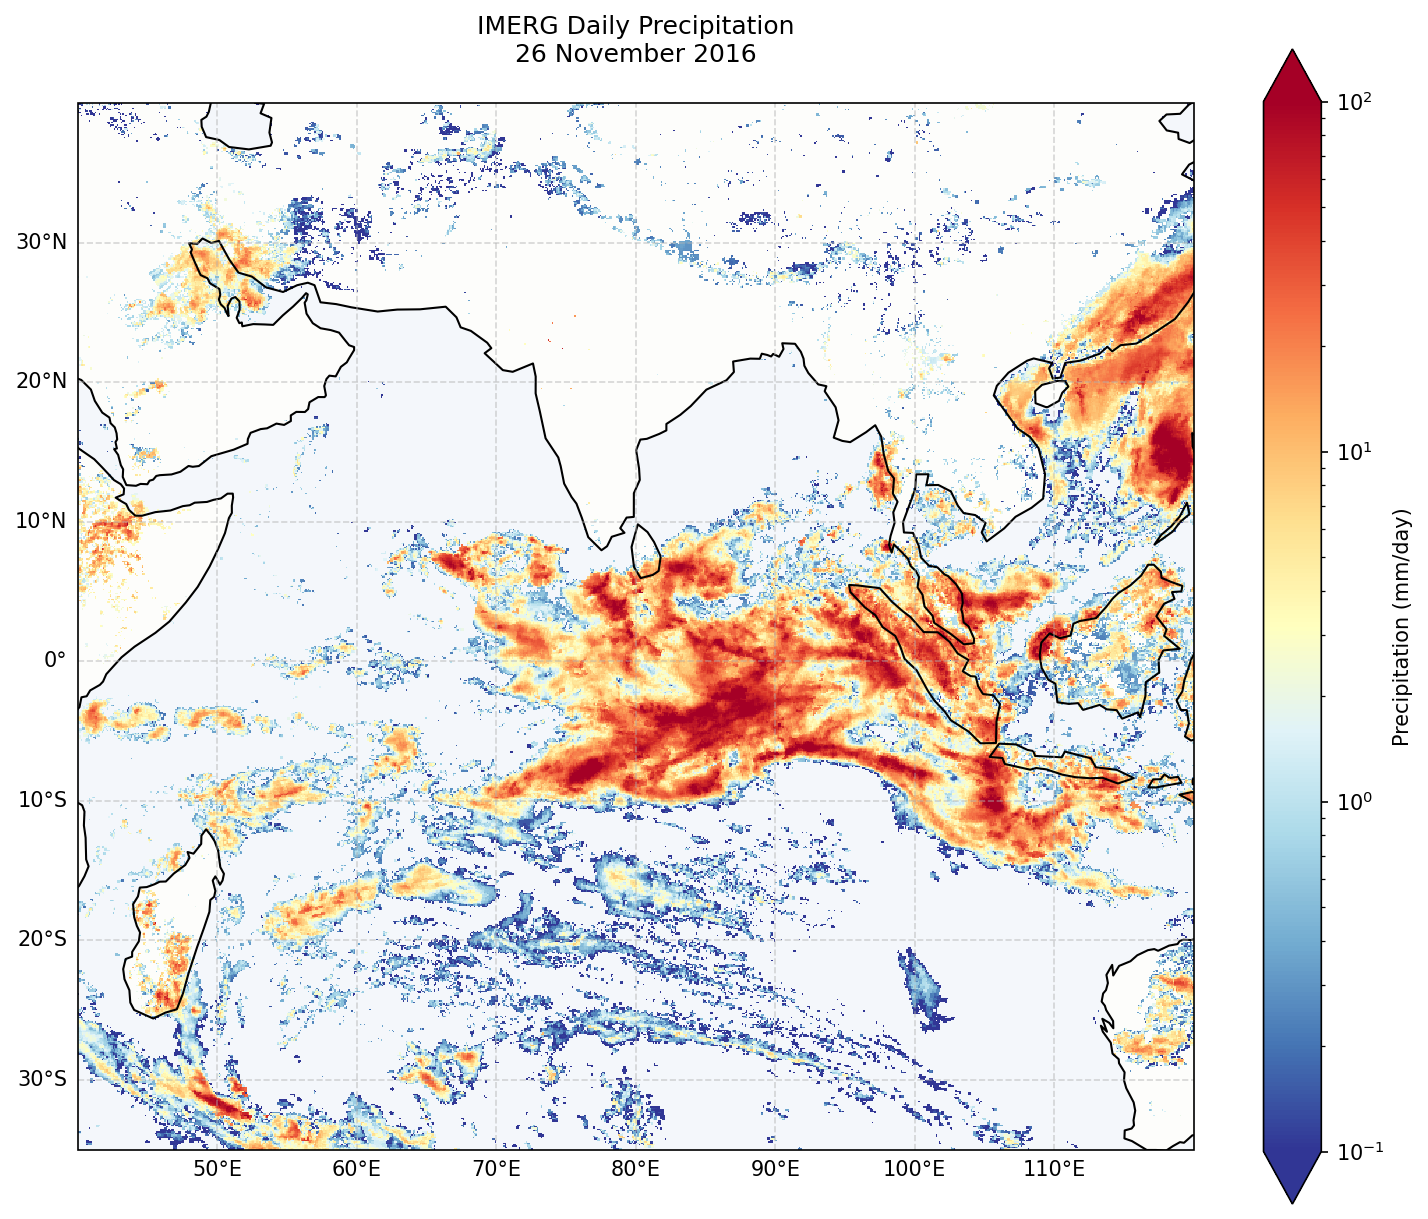 IMERG Daily Precipitation
26 November 2016
30°N
20°N
10°N
0°
10°S
20°S
30°S
50°E
60°E
70°E
80°E
90°E
100°E
110°E
10²
10¹
10⁰
10⁻¹
Precipitation (mm/day)